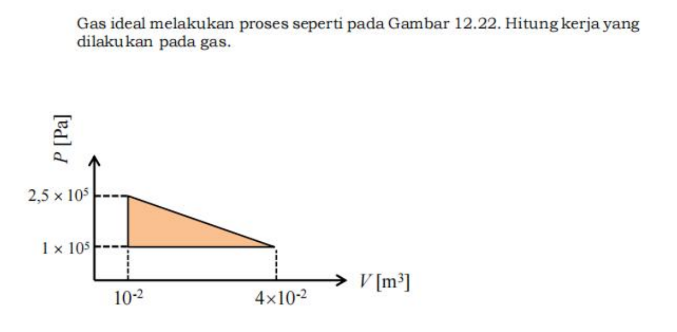 Gas ideal melakukan proses seperti pada Gambar 12.22. Hitung kerja yang
dilakukan pada gas.
P [Pa]
2,5 × 10⁵
1 × 10⁵
V [m³]
10⁻² 4×10⁻²